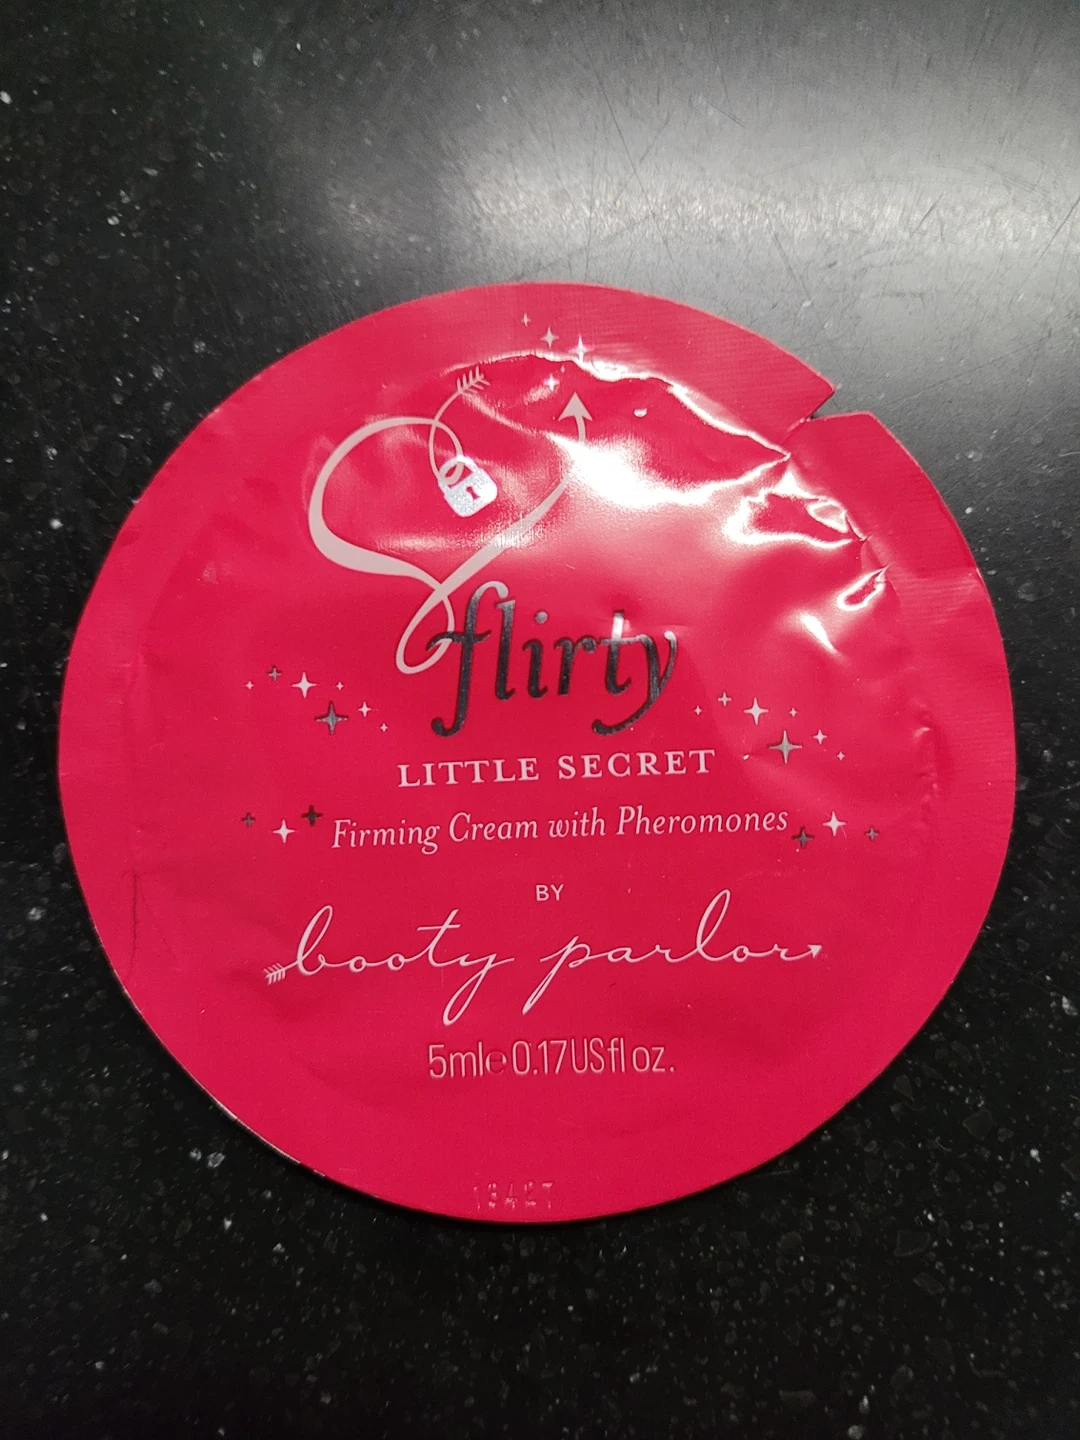 flirty
LITTLE SECRET
Firming Cream with Pheromones
BY
booty parlor
5ml℮0.17USfl oz.